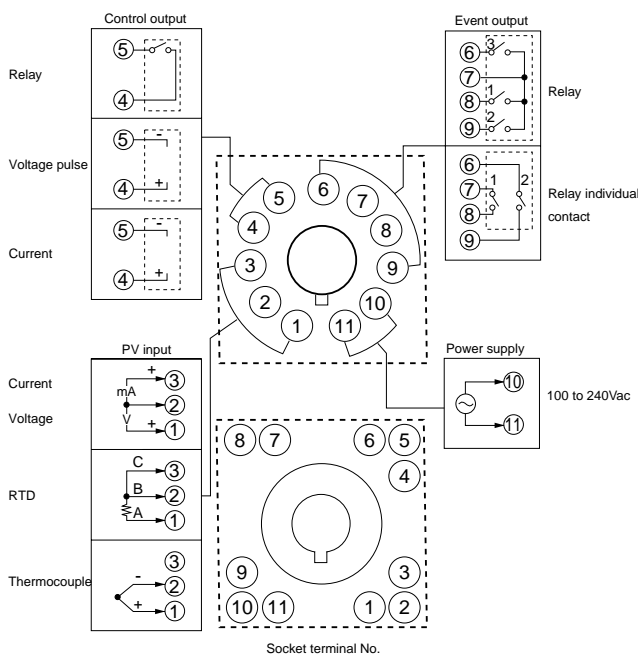 Control output
Relay
5
4
Voltage pulse
5
-
4
+
Current
5
-
4
+
Event output
6
3
7
8
1
9
2
Relay
6
7
1
2
8
9
Relay individual
contact
6
5
7
4
8
3
9
2
10
1
11
PV input
Current
+
3
mA
2
Voltage
V
+
1
RTD
C
3
B
2
A
1
Thermocouple
3
-
2
+
1
Power supply
10
11
100 to 240Vac
8
7
6
5
4
9
3
10
11
1
2
Socket terminal No.